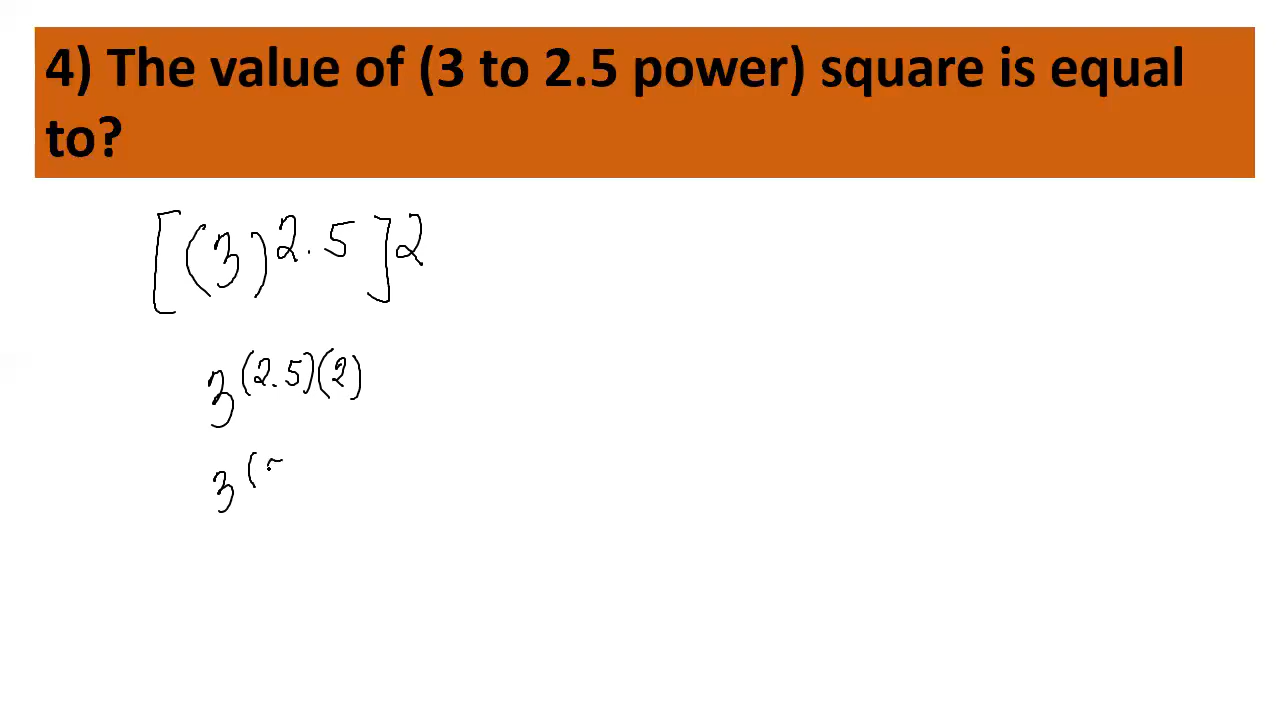 4) The value of (3 to 2.5 power) square is equal
to?
[(3)^2.5]^2
3^(2.5)(2)
3^(